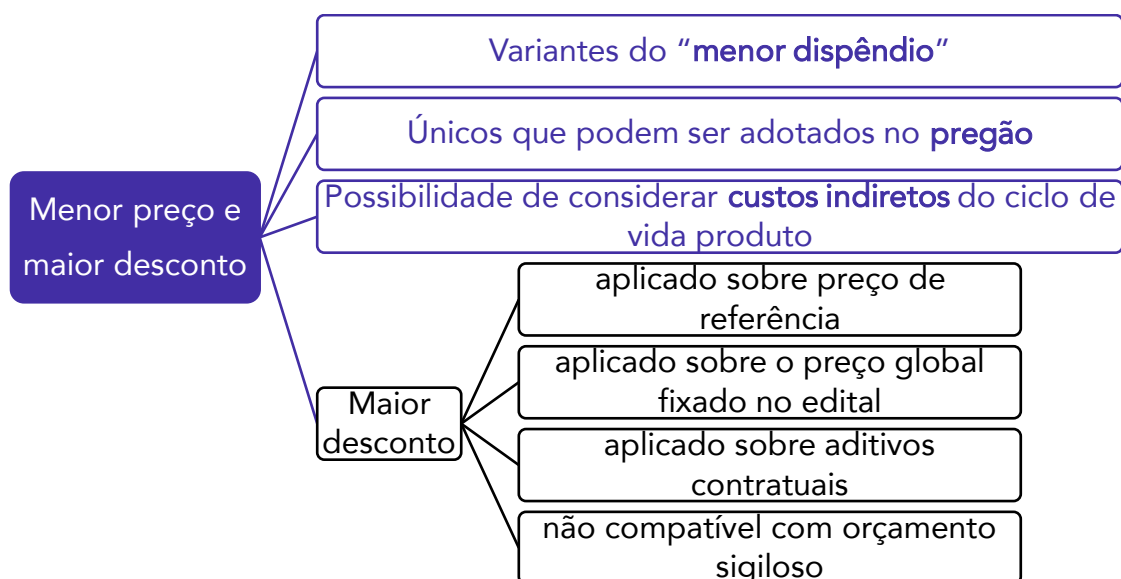 Variantes do “menor dispêndio”
Únicos que podem ser adotados no pregão
Menor preço e
maior desconto
Possibilidade de considerar custos indiretos do ciclo de
vida produto
aplicado sobre preço de
referência
aplicado sobre o preço global
fixado no edital
Maior
desconto
aplicado sobre aditivos
contratuais
não compatível com orçamento
sigiloso